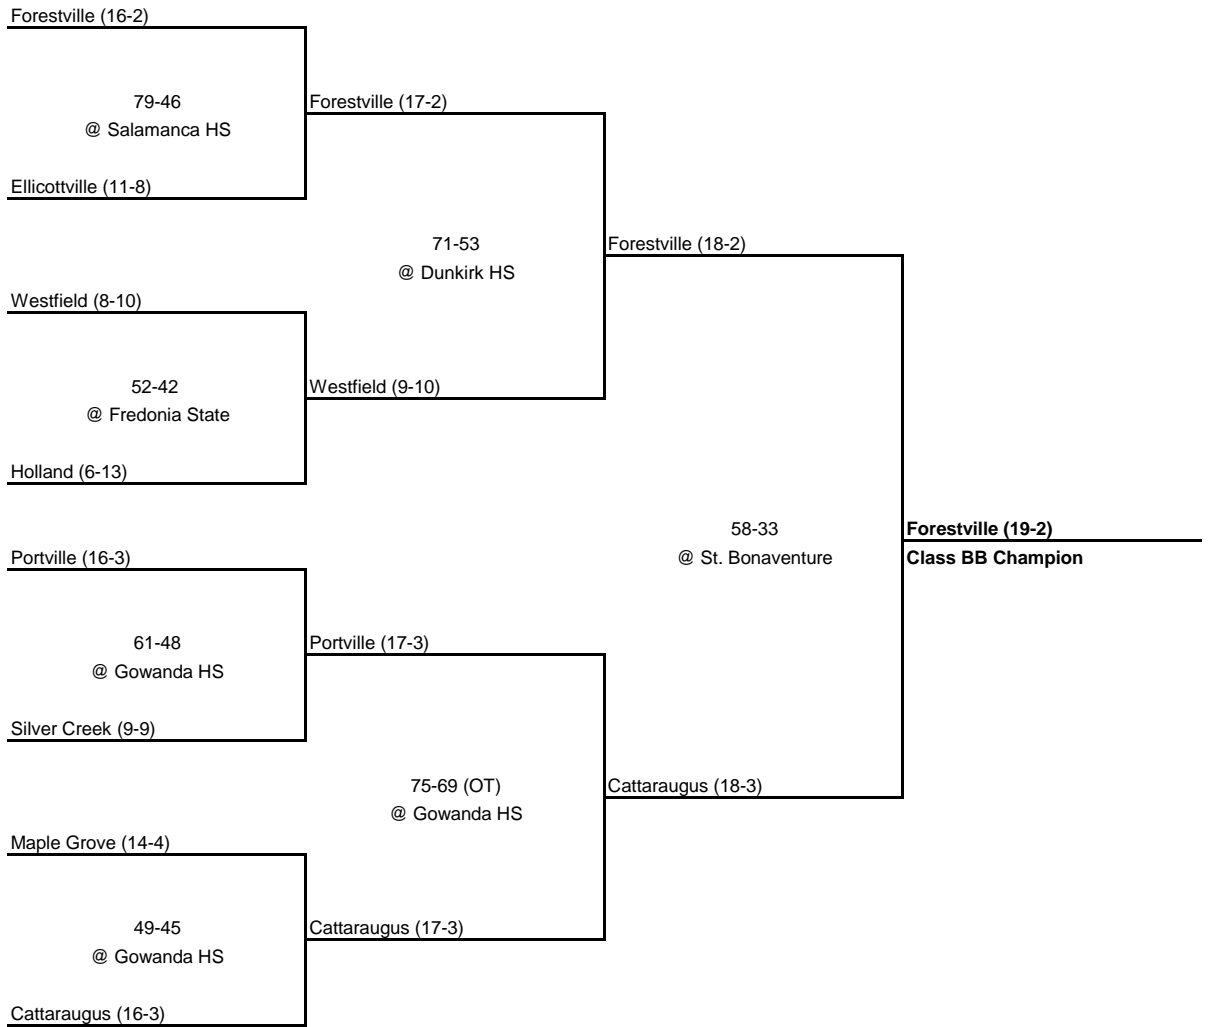 Forestville (16-2)
79-46
@ Salamanca HS
Forestville (17-2)
Ellicottville (11-8)
71-53
@ Dunkirk HS
Forestville (18-2)
Westfield (8-10)
52-42
@ Fredonia State
Westfield (9-10)
Holland (6-13)
58-33
@ St. Bonaventure
Forestville (19-2)
Class BB Champion
Portville (16-3)
61-48
@ Gowanda HS
Portville (17-3)
Silver Creek (9-9)
75-69 (OT)
@ Gowanda HS
Cattaraugus (18-3)
Maple Grove (14-4)
49-45
@ Gowanda HS
Cattaraugus (17-3)
Cattaraugus (16-3)